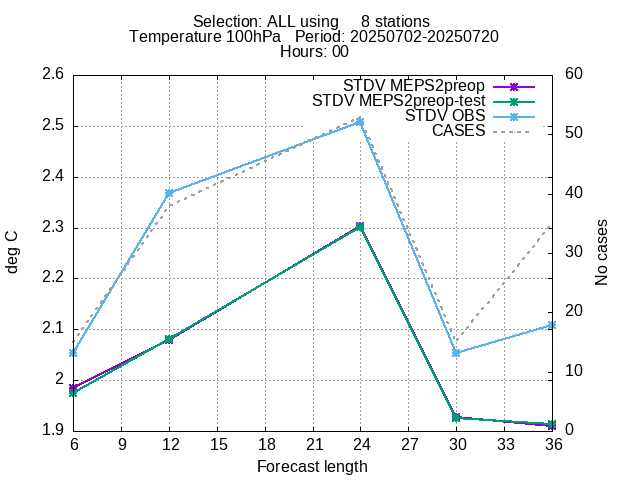 Selection: ALL using     8 stations
Temperature 100hPa   Period: 20250702-20250720
Hours: 00
STDV MEPS2preop
STDV MEPS2preop-test
STDV OBS
CASES
2.6
2.5
2.4
2.3
2.2
2.1
2
1.9
deg C
60
50
40
30
20
10
0
No cases
6 9 12 15 18 21 24 27 30 33 36
Forecast length